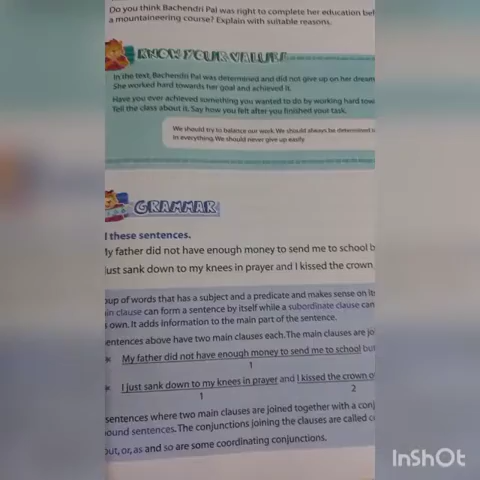 Do you think Bachendri Pal was right to complete her education bef
a mountaineering course? Explain with suitable reasons.
KNOW YOUR VALUES
In the text, Bachendri Pal was determined and did not give up on her dream
She worked hard towards her goal and achieved it.
Have you ever achieved something you wanted to do by working hard tow
Tell the class about it. Say how you felt after you finished your task.
We should try to balance our work. We should always be determined
in everything. We should never give up easily.
GRAMMAR
these sentences.
My father did not have enough money to send me to school b
just sank down to my knees in prayer and I kissed the crown
oup of words that has a subject and a predicate and makes sense on its
in clause can form a sentence by itself while a subordinate clause can
s own. It adds information to the main part of the sentence.
entences above have two main clauses each. The main clauses are jo
My father did not have enough money to send me to school bu
1
I just sank down to my knees in prayer and I kissed the crown o
1 2
sentences where two main clauses are joined together with a conj
ound sentences. The conjunctions joining the clauses are called c
but, or, as and so are some coordinating conjunctions.
InShOt